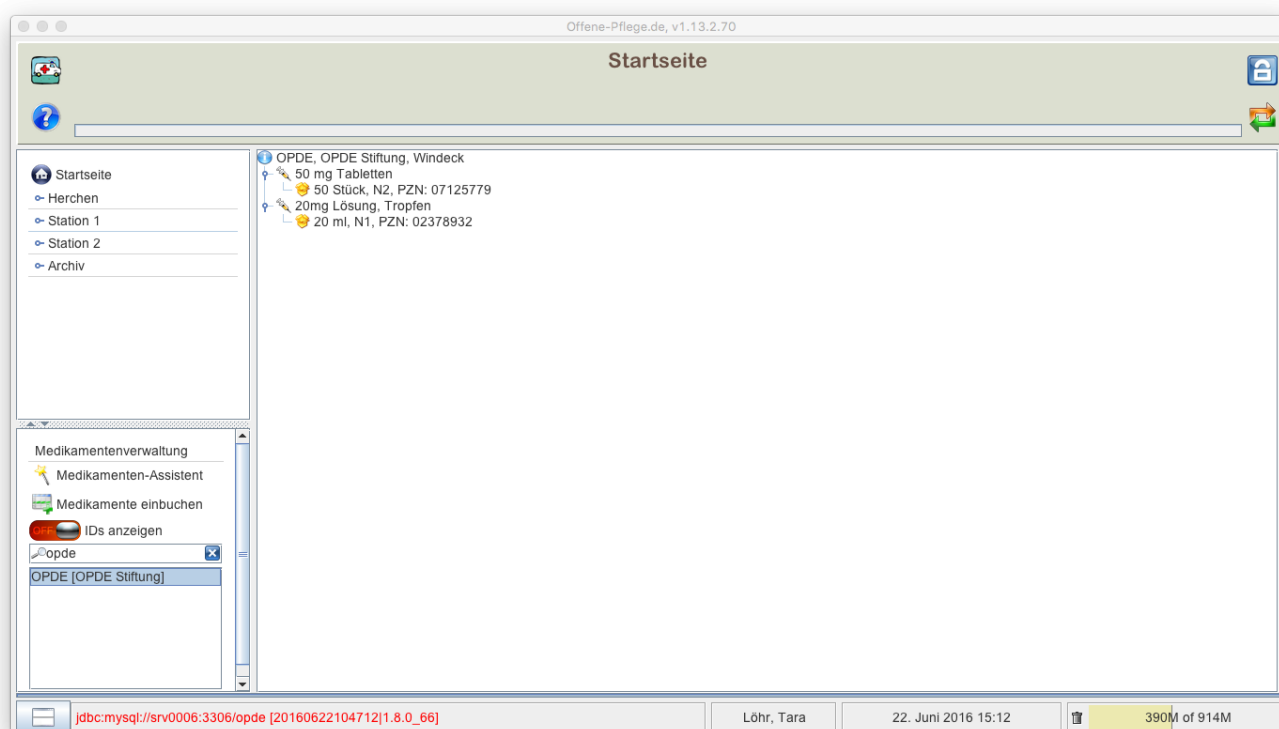 Offene-Pflege.de, v1.13.2.70
Startseite
Startseite
Herchen
Station 1
Station 2
Archiv
OPDE, OPDE Stiftung, Windeck
50 mg Tabletten
50 Stück, N2, PZN: 07125779
20mg Lösung, Tropfen
20 ml, N1, PZN: 02378932
Medikamentenverwaltung
Medikamenten-Assistent
Medikamente einbuchen
OFF IDs anzeigen
opde
OPDE [OPDE Stiftung]
jdbc:mysql://srv0006:3306/opde [20160622104712|1.8.0_66]
Löhr, Tara
22. Juni 2016 15:12
390M of 914M